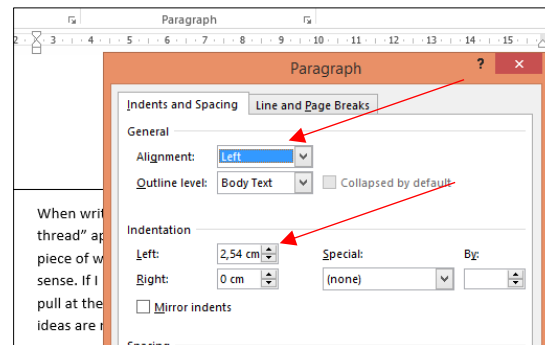 Paragraph
2 · 3 · 4 · 5 · 6 · 7 · 8 · 9 · 10 · 11 · 12 · 13 · 14 · 15
Paragraph ? ×
Indents and Spacing Line and Page Breaks
General
Alignment: Left
Outline level: Body Text Collapsed by default
When writ
thread” ap
piece of w
sense. If I
pull at the
ideas are
Indentation
Left: 2,54 cm Special: By:
Right: 0 cm (none)
Mirror indents
Spacing